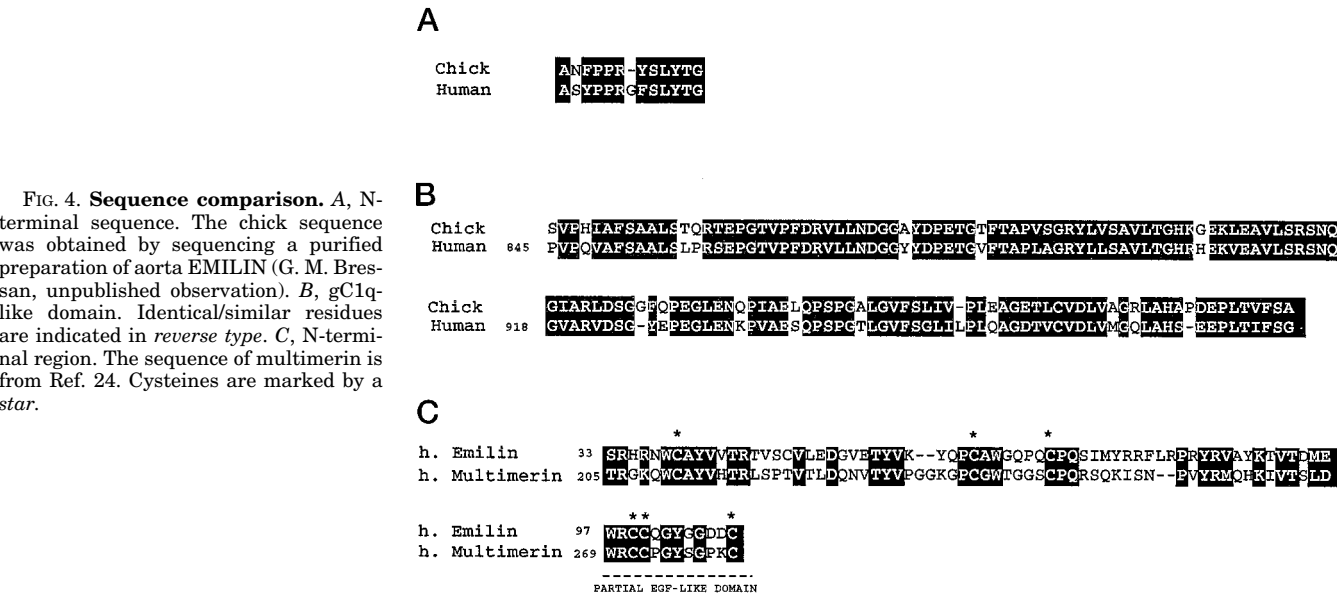 A
Chick ANFPPR-YSLYTG
Human ASYPPRGFSLYTG
FIG. 4. Sequence comparison. A, N-
terminal sequence. The chick sequence
was obtained by sequencing a purified
preparation of aorta EMILIN (G. M. Bres-
san, unpublished observation). B, gC1q-
like domain. Identical/similar residues
are indicated in reverse type. C, N-termi-
nal region. The sequence of multimerin is
from Ref. 24. Cysteines are marked by a
star.
B
Chick SVPHIAFSAALSTQRTEPGTVPFDRVLLNDGGAYDPETGTFTAPVSGRYLVSAVLTGHKGEKLEAVLSRSNQ
Human 845 PVPQVAFSAALSLPRSEPGTVPFDRVLLNDGGYYDPETGVFTAPLAGRYLLSAVLTGHRHEKVEAVLSRSNQ
Chick GIARLDSGGFQPEGLENQPIAELQPSPGALGVFSLIV-PLEAGETLCVDLVAGRLAHAPDEPLTVFSA
Human 918 GVARVDSG-YEPEGLENKPVAESQPSPGTLGVFSGLILPLQAGDTVCVDLVMGQLAHS-EEPLTIFSG.
C
* * *
h. Emilin 33 SRHRNWCAYVVTRTVSCVLEDGVETYVK--YQPCAWGQPQCPQSIMYRRFLRPRYRVAYKTVTDME
h. Multimerin 205 TRGKQWCAYVHTRLSPTVTLDQNVTYVPGGKGPCGWTGGSCPQRSQKISN--PVYRMQHKIVTSLD
** *
h. Emilin 97 WRCCQGYGGDDC
h. Multimerin 269 WRCCPGYSGPKC
PARTIAL EGF-LIKE DOMAIN